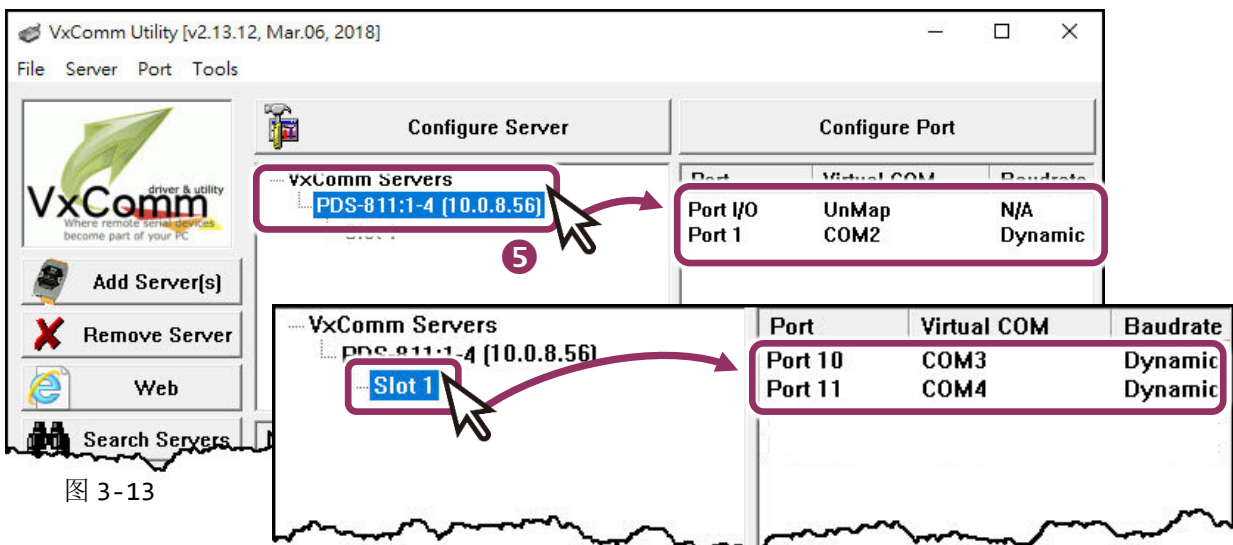 VxComm Utility [v2.13.12, Mar.06, 2018]
File Server Port Tools
VxComm
driver & utility
Where remote serial devices
become part of your PC
Configure Server
Configure Port
VxComm Servers
PDS-811:1-4 (10.0.8.56)
5
Port Virtual COM Baudrate
Port I/O UnMap N/A
Port 1 COM2 Dynamic
Add Server(s)
Remove Server
Web
Search Servers
VxComm Servers
PDS-811:1-4 (10.0.8.56)
Slot 1
Port Virtual COM Baudrate
Port 10 COM3 Dynamic
Port 11 COM4 Dynamic
图 3-13